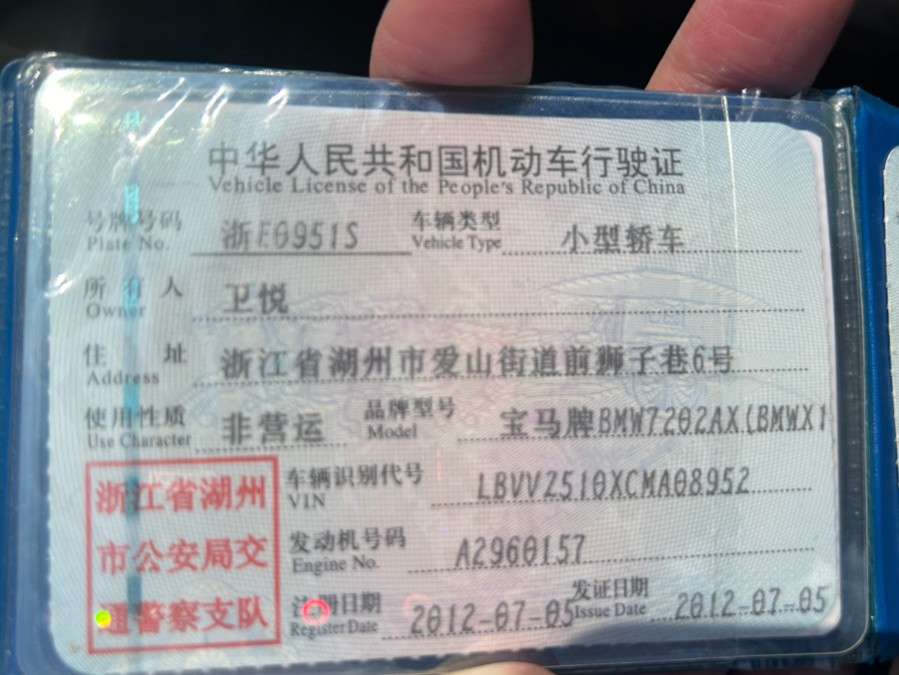 中华人民共和国机动车行驶证
Vehicle License of the People's Republic of China
号牌号码 浙E0951S 车辆类型 小型轿车
Plate No. Vehicle Type
所有人 卫悦
Owner
住址 浙江省湖州市爱山街道前狮子巷6号
Address
使用性质 非营运 品牌型号 宝马牌BMW7202AX(BMWX1
Use Character Model
浙江省湖州
市公安局交
通警察支队
车辆识别代号 LBVVZ510XCMA08952
VIN
发动机号码 A2960157
Engine No.
注册日期 2012-07-05 发证日期 2012-07-05
Register Date Issue Date